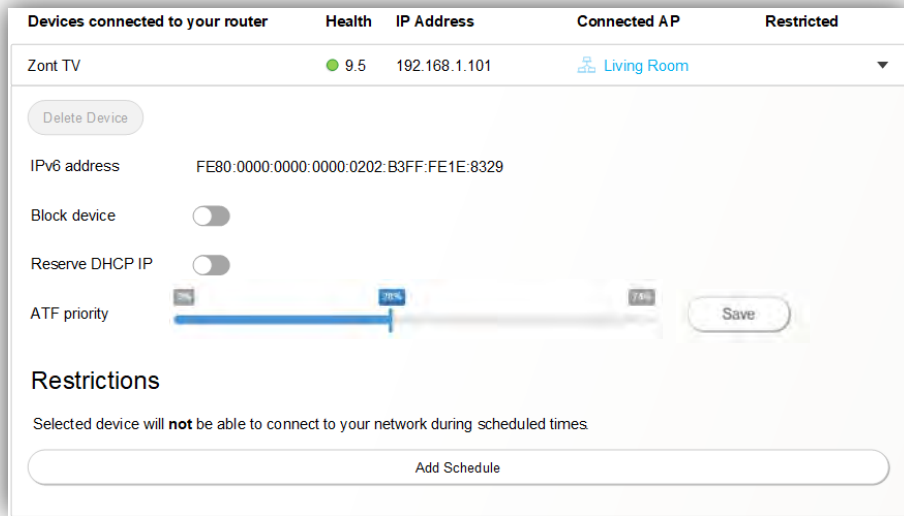 Devices connected to your router Health IP Address Connected AP Restricted
Zont TV 9.5 192.168.1.101 Living Room
Delete Device
IPv6 address FE80:0000:0000:0000:0202:B3FF:FE1E:8329
Block device
Reserve DHCP IP
ATF priority
Save
Restrictions
Selected device will not be able to connect to your network during scheduled times.
Add Schedule